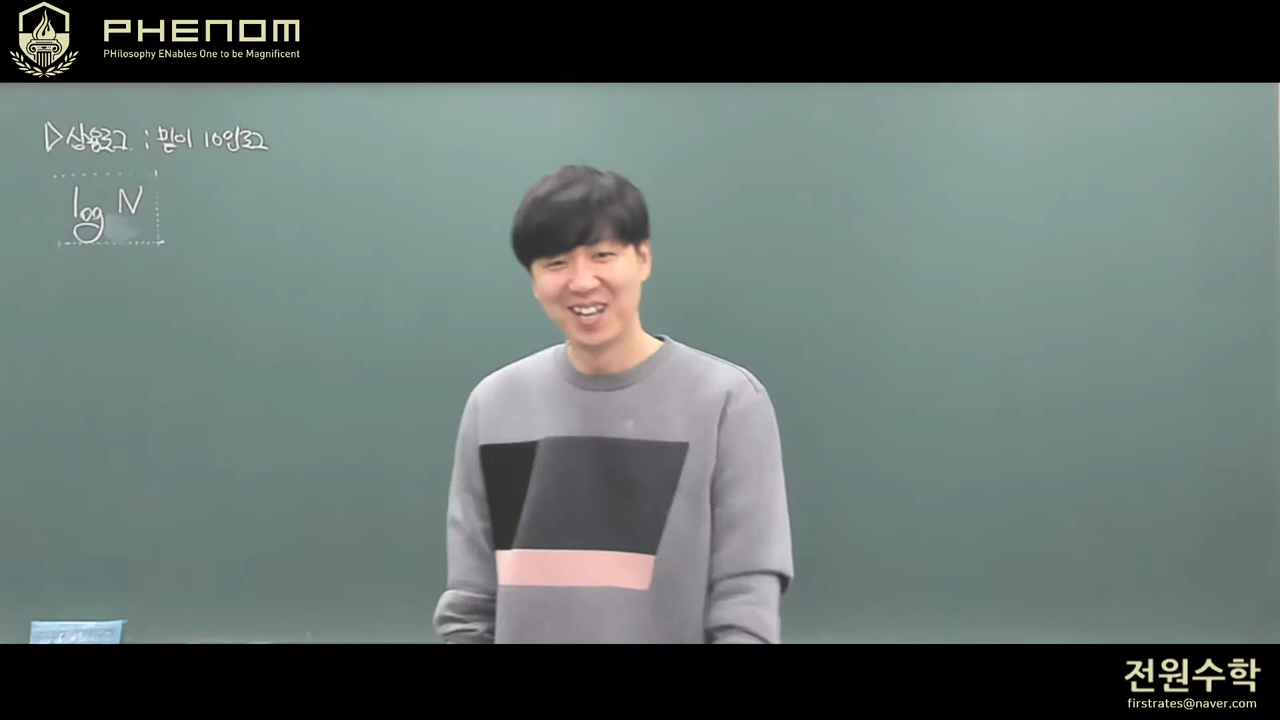 PHENOM
PHilosophy ENables One to be Magnificent
▷상용로그 : 밑이 10인 로그
log N
전원수학
firstrates@naver.com